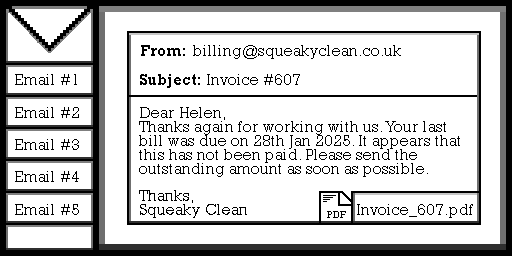 Email #1
Email #2
Email #3
Email #4
Email #5
From: billing@squeakyclean.co.uk
Subject: Invoice #607
Dear Helen,
Thanks again for working with us. Your last
bill was due on 28th Jan 2025. It appears that
this has not been paid. Please send the
outstanding amount as soon as possible.
Thanks,
Squeaky Clean
PDF
Invoice_607.pdf